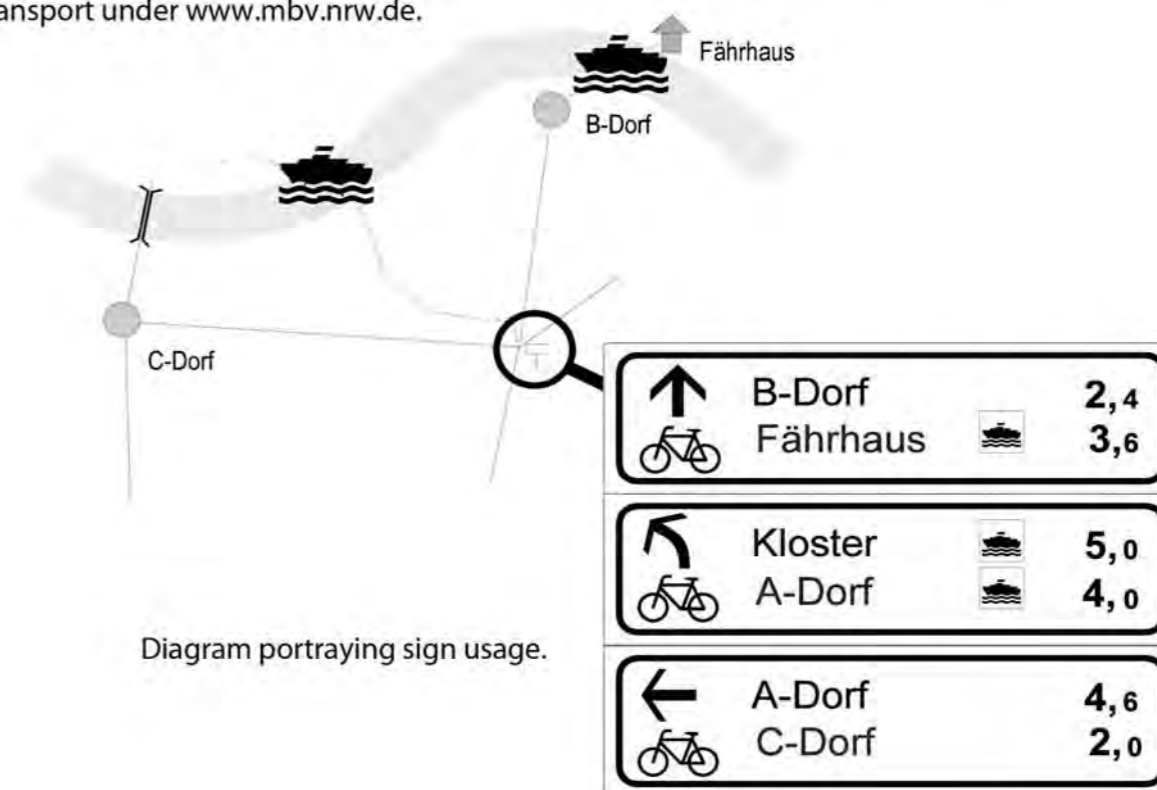 ansport under www.mbv.nrw.de.
Fährhaus
B-Dorf
C-Dorf
B-Dorf 2,4
Fährhaus 3,6
Kloster 5,0
A-Dorf 4,0
Diagram portraying sign usage.
A-Dorf 4,6
C-Dorf 2,0